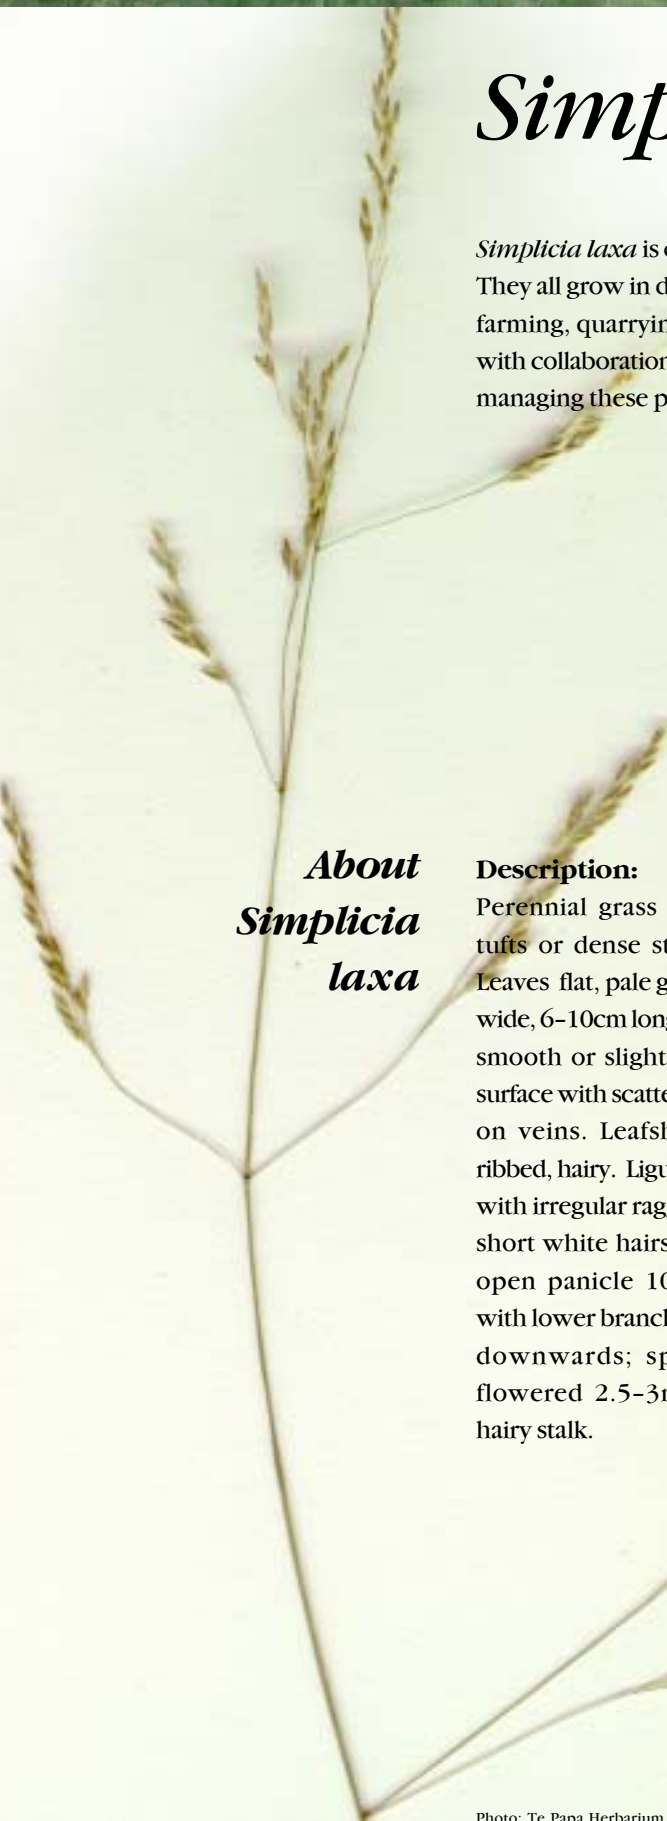 Simp
Simplicia laxa is
They all grow in d
farming, quarryin
with collaboration
managing these p
About
Simplicia
laxa
Description:
Perennial grass
tufts or dense st
Leaves flat, pale g
wide, 6–10cm long
smooth or slight
surface with scatte
on veins. Leafsh
ribbed, hairy. Ligu
with irregular rag
short white hairs
open panicle 10
with lower branch
downwards; sp
flowered 2.5–3m
hairy stalk.
Photo: Te Papa Herbarium